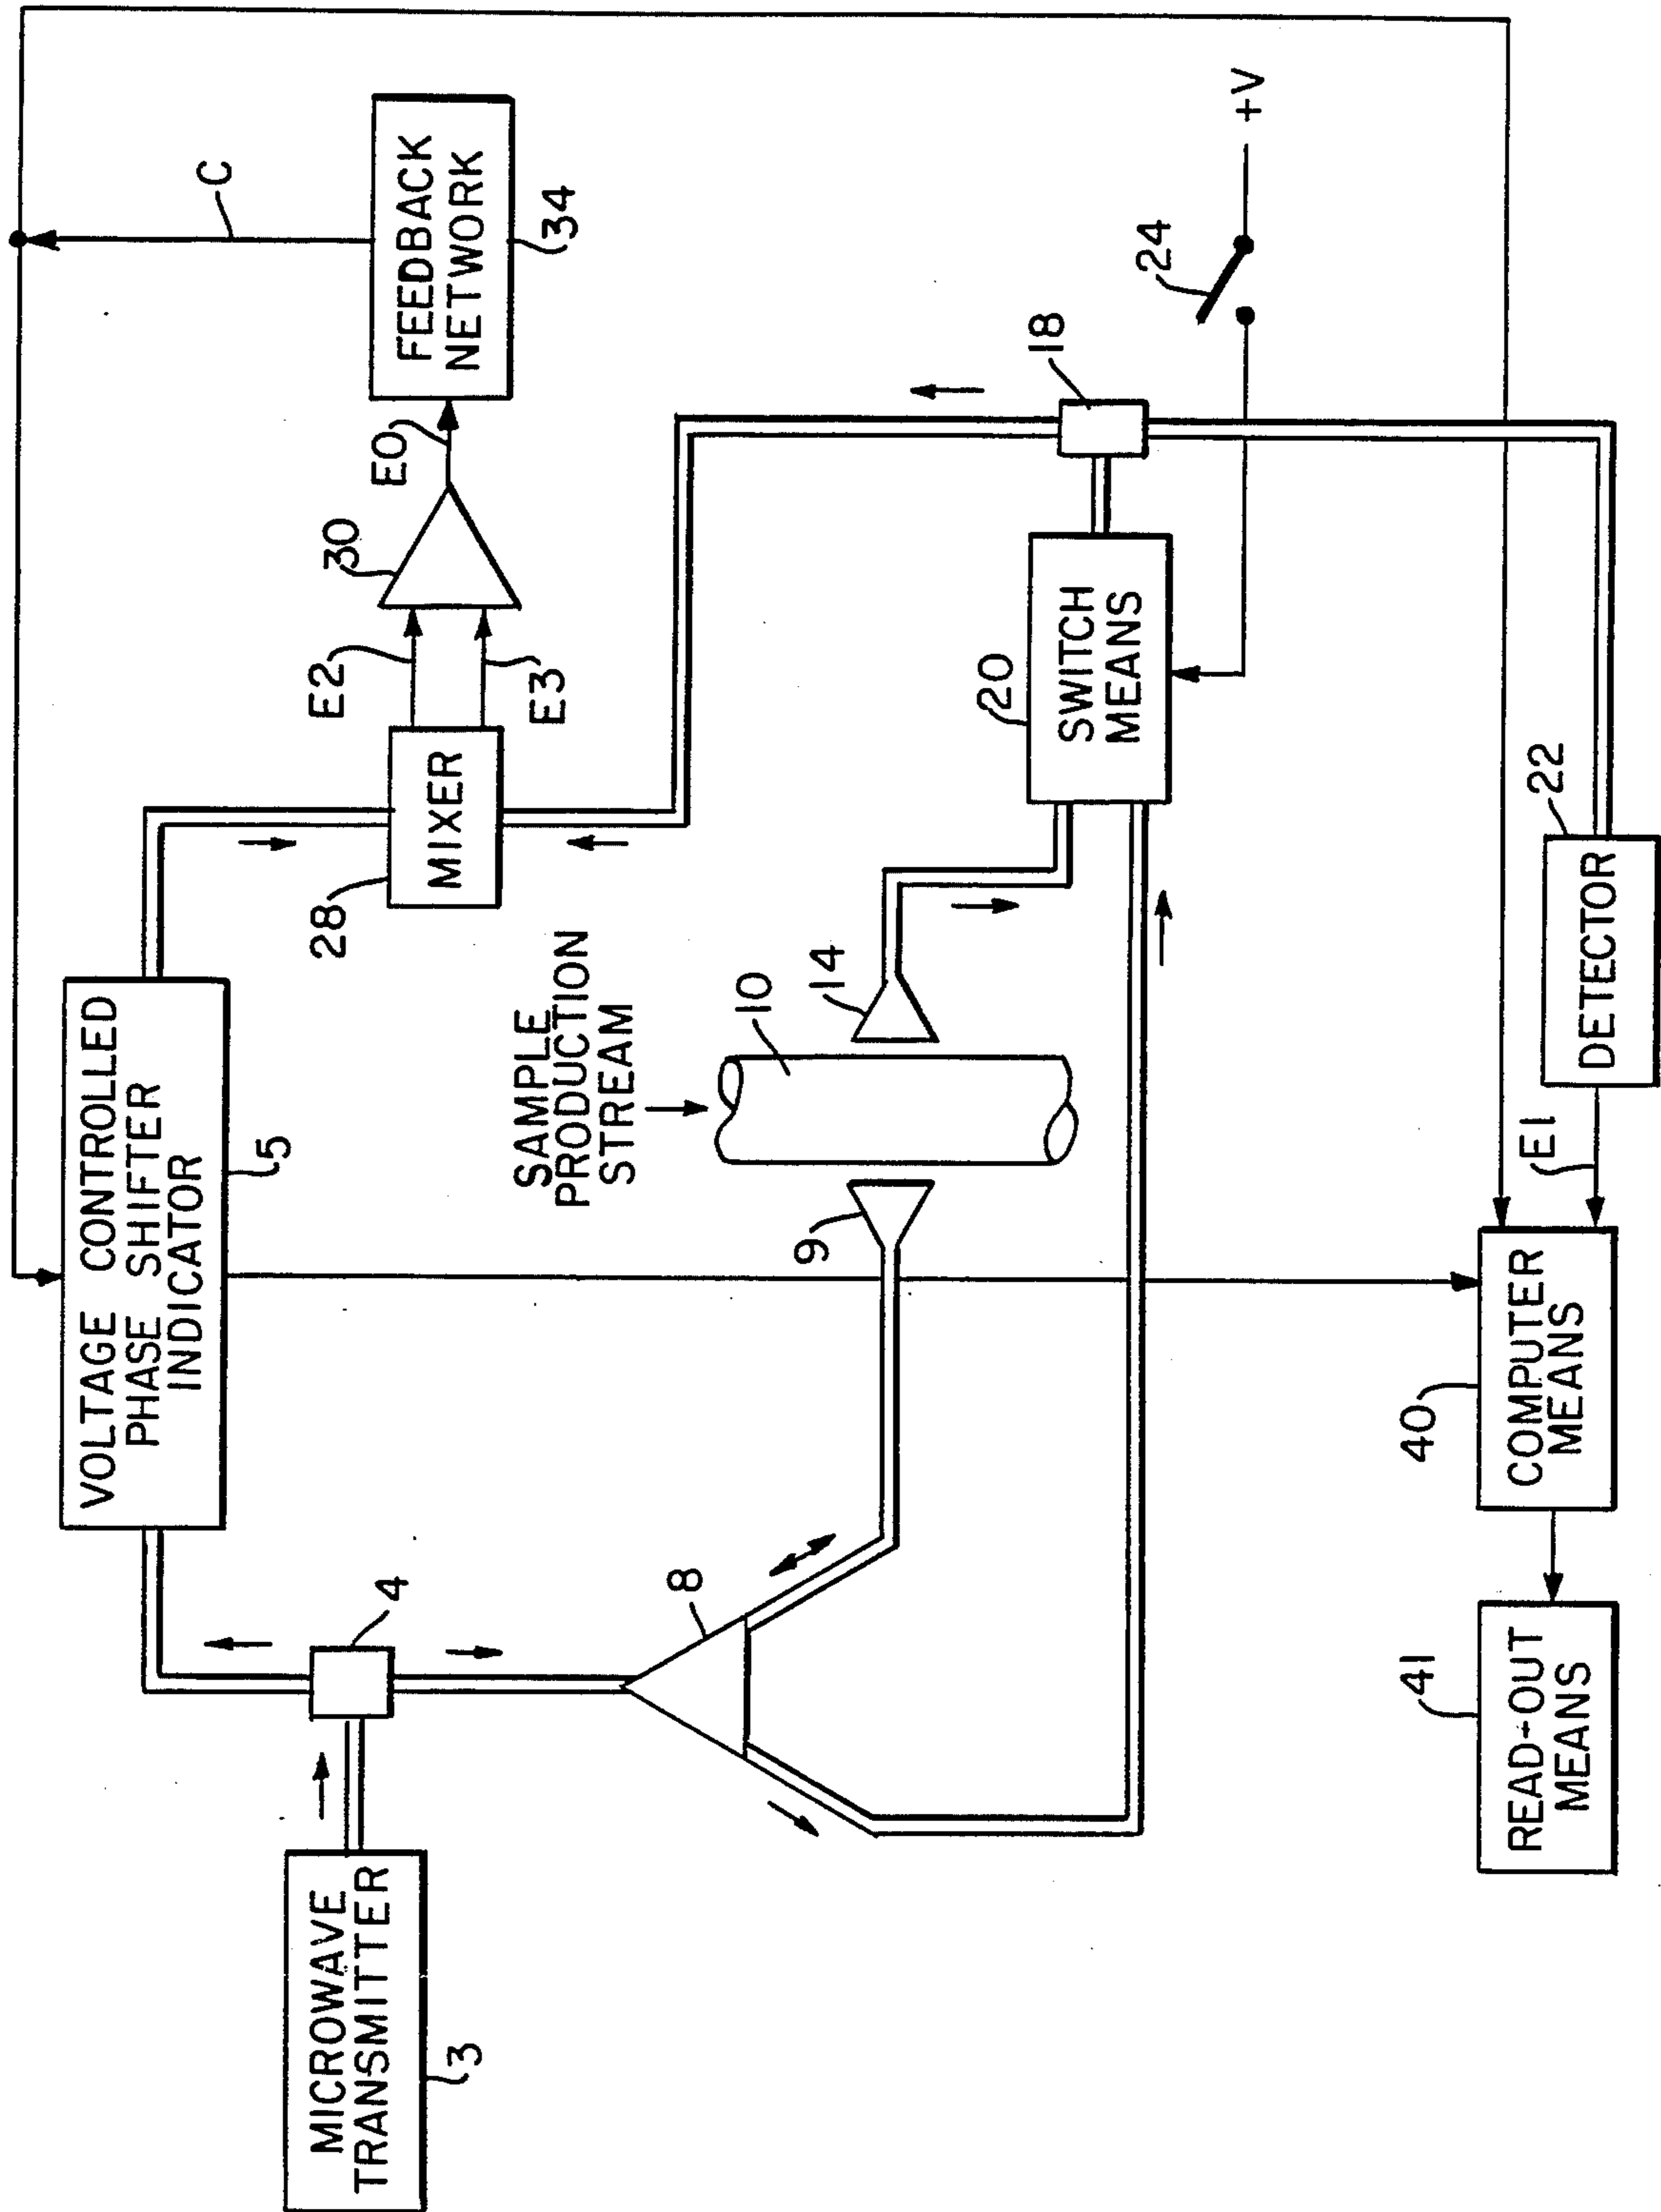 MICROWAVE
TRANSMITTER
3
4
VOLTAGE CONTROLLED
PHASE SHIFTER
INDICATOR
5
8
9
SAMPLE
PRODUCTION
STREAM
10
14
28
MIXER
E2
E3
30
E0
FEEDBACK
NETWORK
34
C
20
SWITCH
MEANS
18
24
+V
22
DETECTOR
E1
40
COMPUTER
MEANS
41
READ-OUT
MEANS